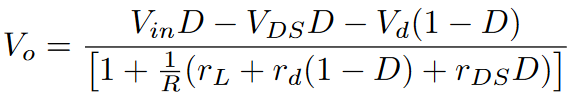 V_o = \frac{V_{in}D - V_{DS}D - V_d(1 - D)}{\left[1 + \frac{1}{R}(r_L + r_d(1 - D) + r_{DS}D)\right]}